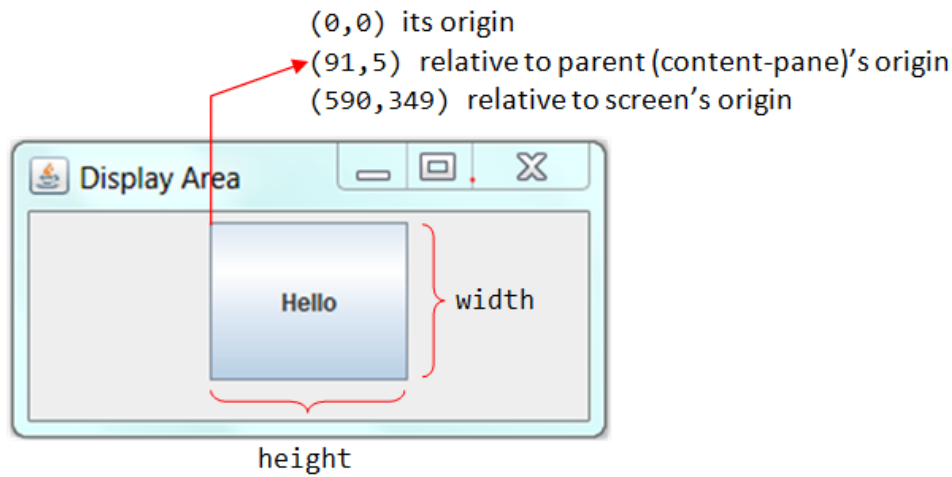 (0,0) its origin
(91,5) relative to parent (content-pane)'s origin
(590,349) relative to screen's origin
Display Area
Hello
width
height